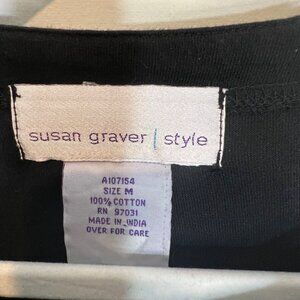 susan graver | style
A107154
SIZE M
100% COTTON
RN 97031
MADE IN INDIA
OVER FOR CARE